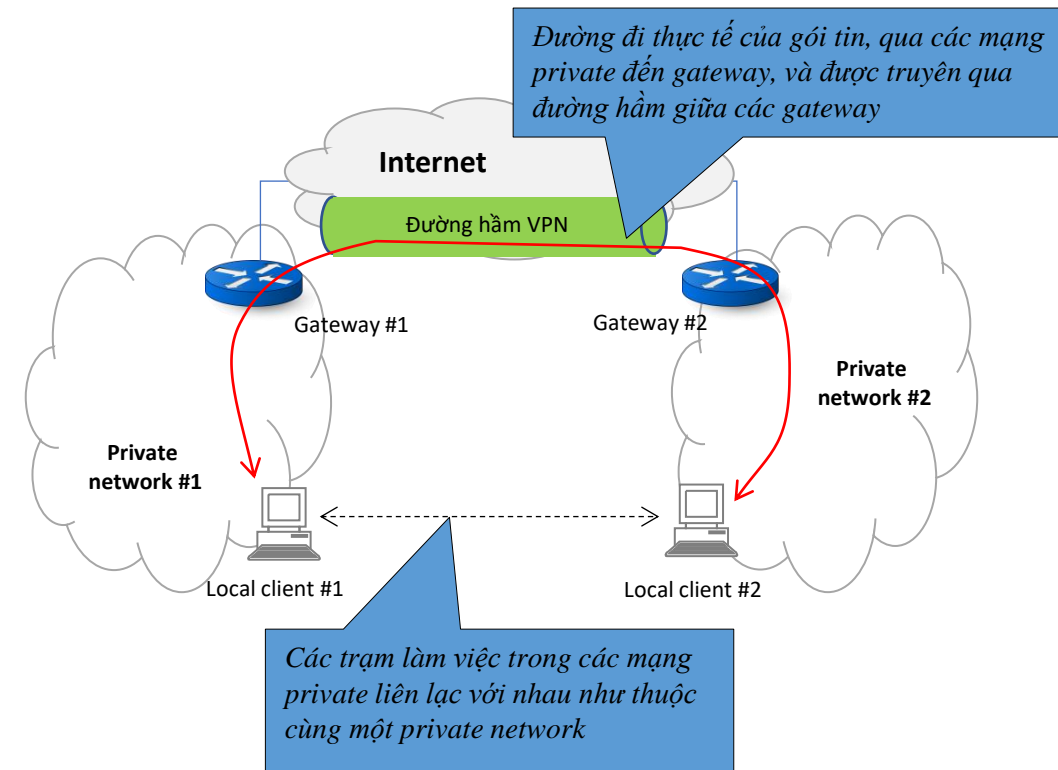 Đường đi thực tế của gói tin, qua các mạng
private đến gateway, và được truyên qua
đường hầm giữa các gateway
Internet
Đường hầm VPN
Gateway #1
Gateway #2
Private
network #2
Private
network #1
Local client #1
Local client #2
Các trạm làm việc trong các mạng
private liên lạc với nhau như thuộc
cùng một private network